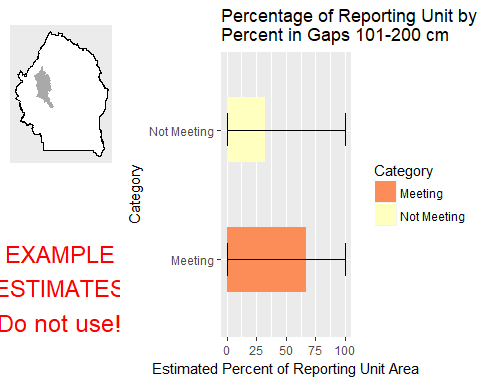 Percentage of Reporting Unit by
Percent in Gaps 101-200 cm
Category
Not Meeting
Meeting
0 25 50 75 100
Estimated Percent of Reporting Unit Area
Category
Meeting
Not Meeting
EXAMPLE
ESTIMATES
Do not use!